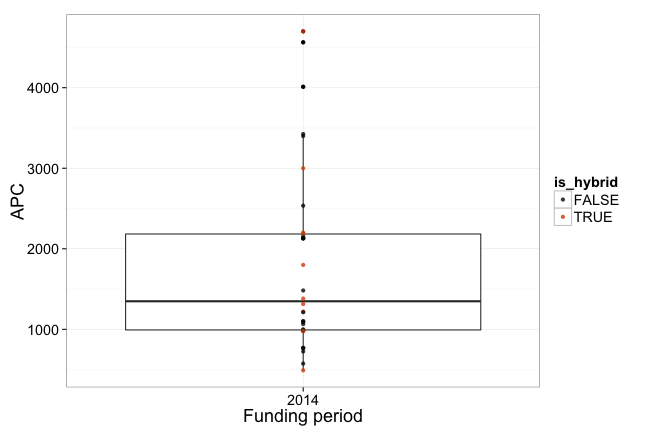 4000
3000
2000
1000
APC
2014
Funding period
is_hybrid
FALSE
TRUE